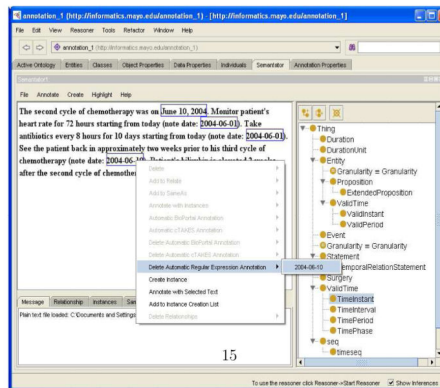 annotation_1 (http://informatics.mayo.edu/annotation_1) - [http://informatics.mayo.edu/annotation_1]
File Edit View Reasoner Tools Refactor Window Help
annotation_1 (http://informatics.mayo.edu/annotation_1)
Active Ontology Entities Classes Object Properties Data Properties Individuals Semantator Annotation Properties
Semantator
File Annotate Create Highlight Help
The second cycle of chemotherapy was on June 10, 2004. Monitor patient's
heart rate for 72 hours starting from today (note date: 2004-06-01). Take
antibiotics every 8 hours for 10 days starting from today (note date: 2004-06-01).
See the patient back in approximately two weeks prior to his third cycle of
chemotherapy (note date: 2004-06-10).
after the second cycle of
Delete
Add to Relate
Add to SameAs
Annotate with Instances
Automatic BioPortal Annotation
Automatic cTAKES Annotation
Delete Automatic BioPortal Annotation
Delete Automatic cTAKES Annotation
Delete Automatic Regular Expression Annotation
2004-06-10
Create Instance
Annotate with Selected Text
Add to Instance Creation List
Delete Relationships
Thing
Duration
DurationUnit
Entity
Granularity ≡ Granularity
Proposition
ExtendedProposition
ValidTime
ValidInstant
ValidPeriod
Event
Granularity ≡ Granularity
Statement
TemporalRelationStatement
Surgery
ValidTime
TimeInstant
TimeInterval
TimePeriod
TimePhase
seq
timeseq
Message Relationship Instances
Plain text file loaded: C:\Documents and Settings
15
To use the reasoner click Reasoner->Start Reasoner Show Inferences